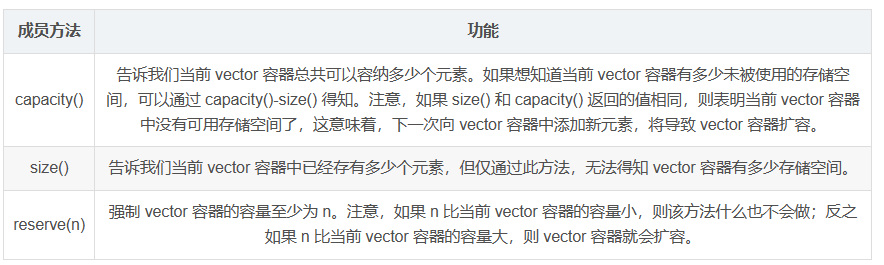 成员方法 功能
告诉我们当前 vector 容器总共可以容纳多少个元素。如果想知道当前 vector 容器有多少未被使用的存储空
capacity() 间，可以通过 capacity()-size() 得知。注意，如果 size() 和 capacity() 返回的值相同，则表明当前 vector 容器
中没有可用存储空间了，这意味着，下一次向 vector 容器中添加新元素，将导致 vector 容器扩容。
size() 告诉我们当前 vector 容器中已经存有多少个元素，但仅通过此方法，无法得知 vector 容器有多少存储空间。
reserve(n) 强制 vector 容器的容量至少为 n。注意，如果 n 比当前 vector 容器的容量小，则该方法什么也不会做；反之
如果 n 比当前 vector 容器的容量大，则 vector 容器就会扩容。